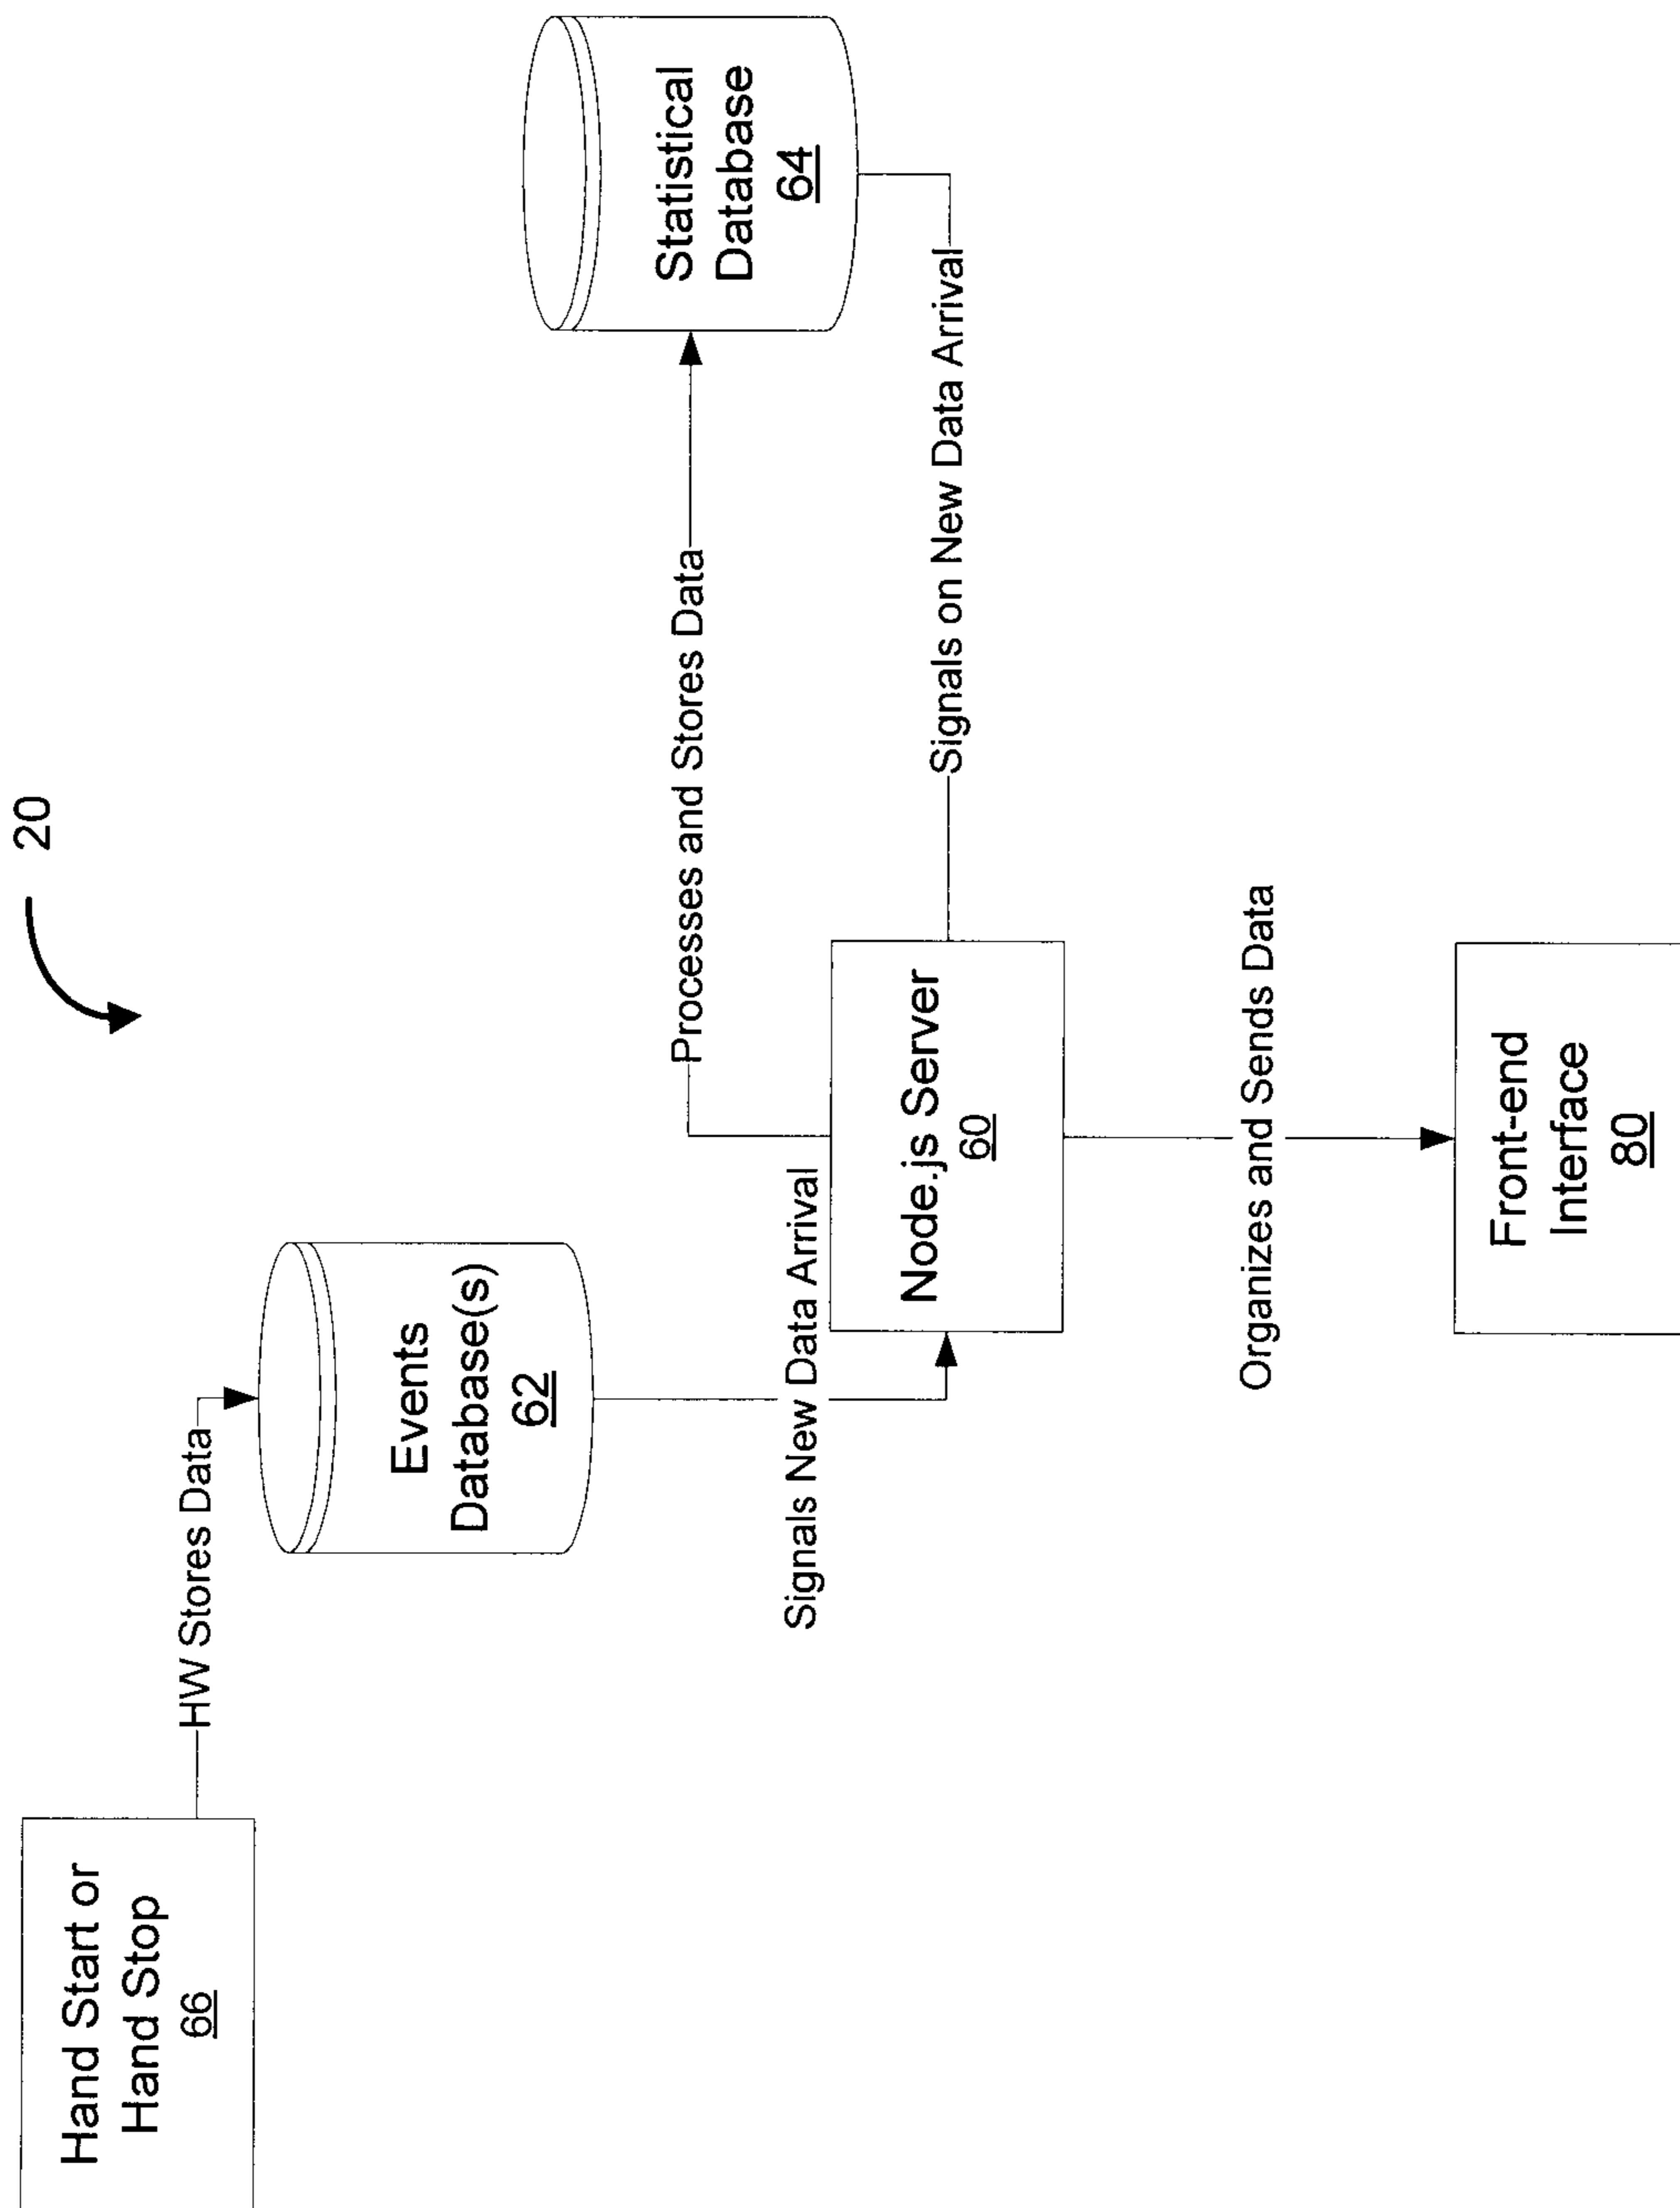 20
Hand Start or
Hand Stop
66
HW Stores Data
Events
Database(s)
62
Signals New Data Arrival
Processes and Stores Data
Statistical
Database
64
Signals on New Data Arrival
Node.js Server
60
Organizes and Sends Data
Front-end
Interface
80